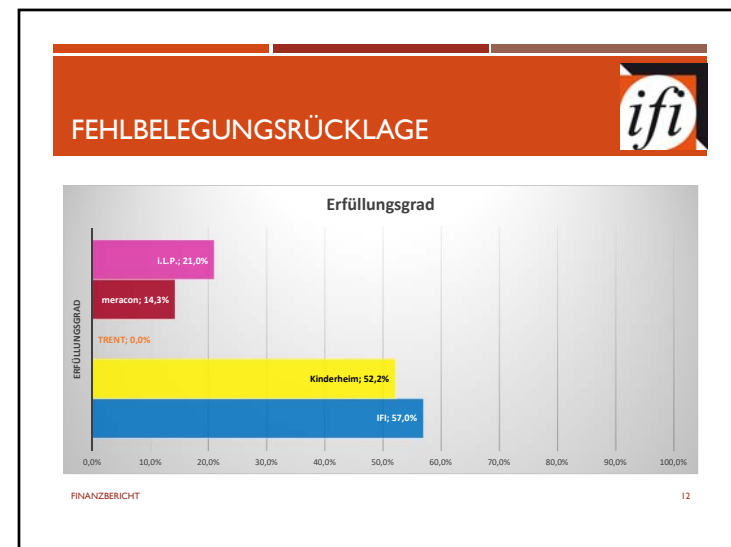 FEHLBELEGUNGSRÜCKLAGE
ifi
Erfüllungsgrad
ERFÜLLUNGSGRAD
i.L.P.; 21,0%
meracon; 14,3%
TRENT; 0,0%
Kinderheim; 52,2%
IFI; 57,0%
0,0% 10,0% 20,0% 30,0% 40,0% 50,0% 60,0% 70,0% 80,0% 90,0% 100,0%
FINANZBERICHT 12